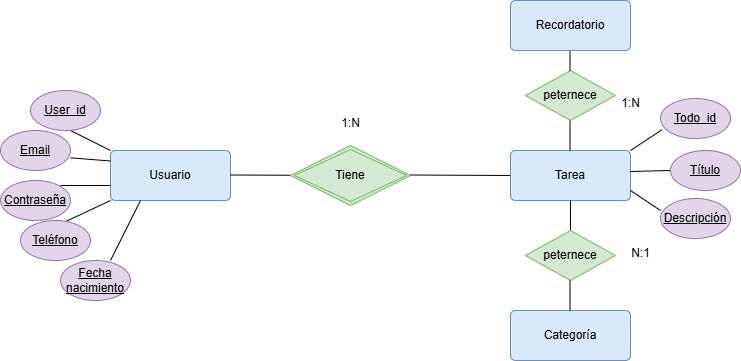 Recordatorio
peternece
1:N
User_id
Todo_id
1:N
Email
Usuario
Tiene
Tarea
Título
Contraseña
Descripción
Teléfono
peternece
N:1
Fecha
nacimiento
Categoría